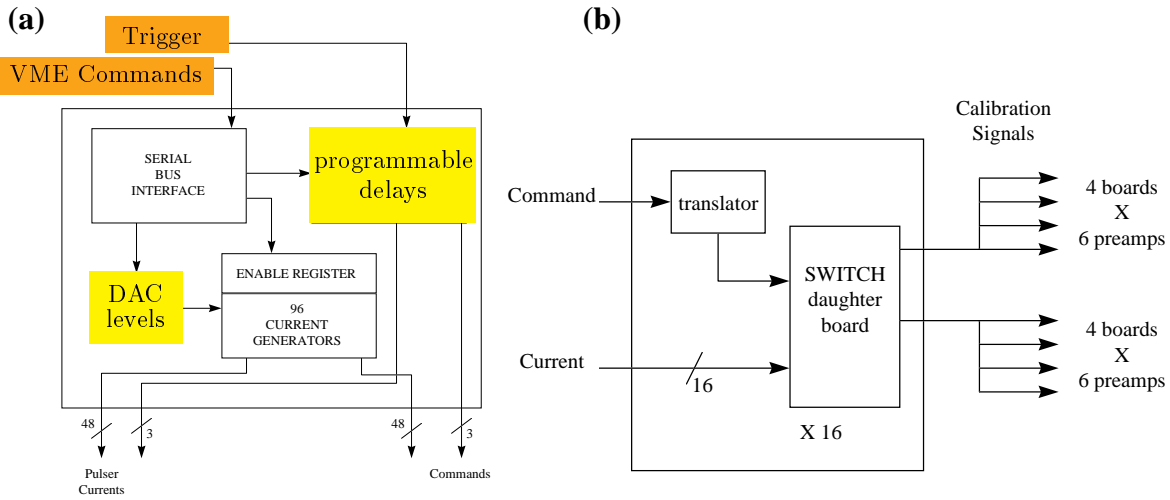 (a)
Trigger
VME Commands
SERIAL
BUS
INTERFACE
programmable
delays
ENABLE REGISTER
DAC
levels
96
CURRENT
GENERATORS
48
3
48
3
Pulser
Currents
Commands
(b)
Calibration
Signals
Command
translator
4 boards
X
6 preamps
SWITCH
daughter
board
Current
16
4 boards
X
6 preamps
X 16